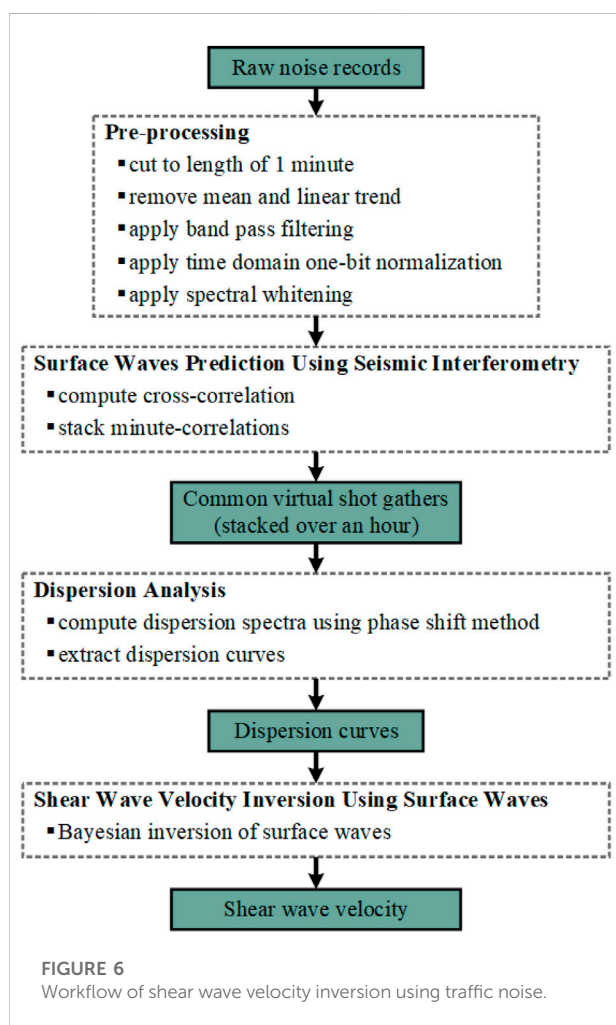 Raw noise records
Pre-processing
▪ cut to length of 1 minute
▪ remove mean and linear trend
▪ apply band pass filtering
▪ apply time domain one-bit normalization
▪ apply spectral whitening
Surface Waves Prediction Using Seismic Interferometry
▪ compute cross-correlation
▪ stack minute-correlations
Common virtual shot gathers
(stacked over an hour)
Dispersion Analysis
▪ compute dispersion spectra using phase shift method
▪ extract dispersion curves
Dispersion curves
Shear Wave Velocity Inversion Using Surface Waves
▪ Bayesian inversion of surface waves
Shear wave velocity
FIGURE 6
Workflow of shear wave velocity inversion using traffic noise.